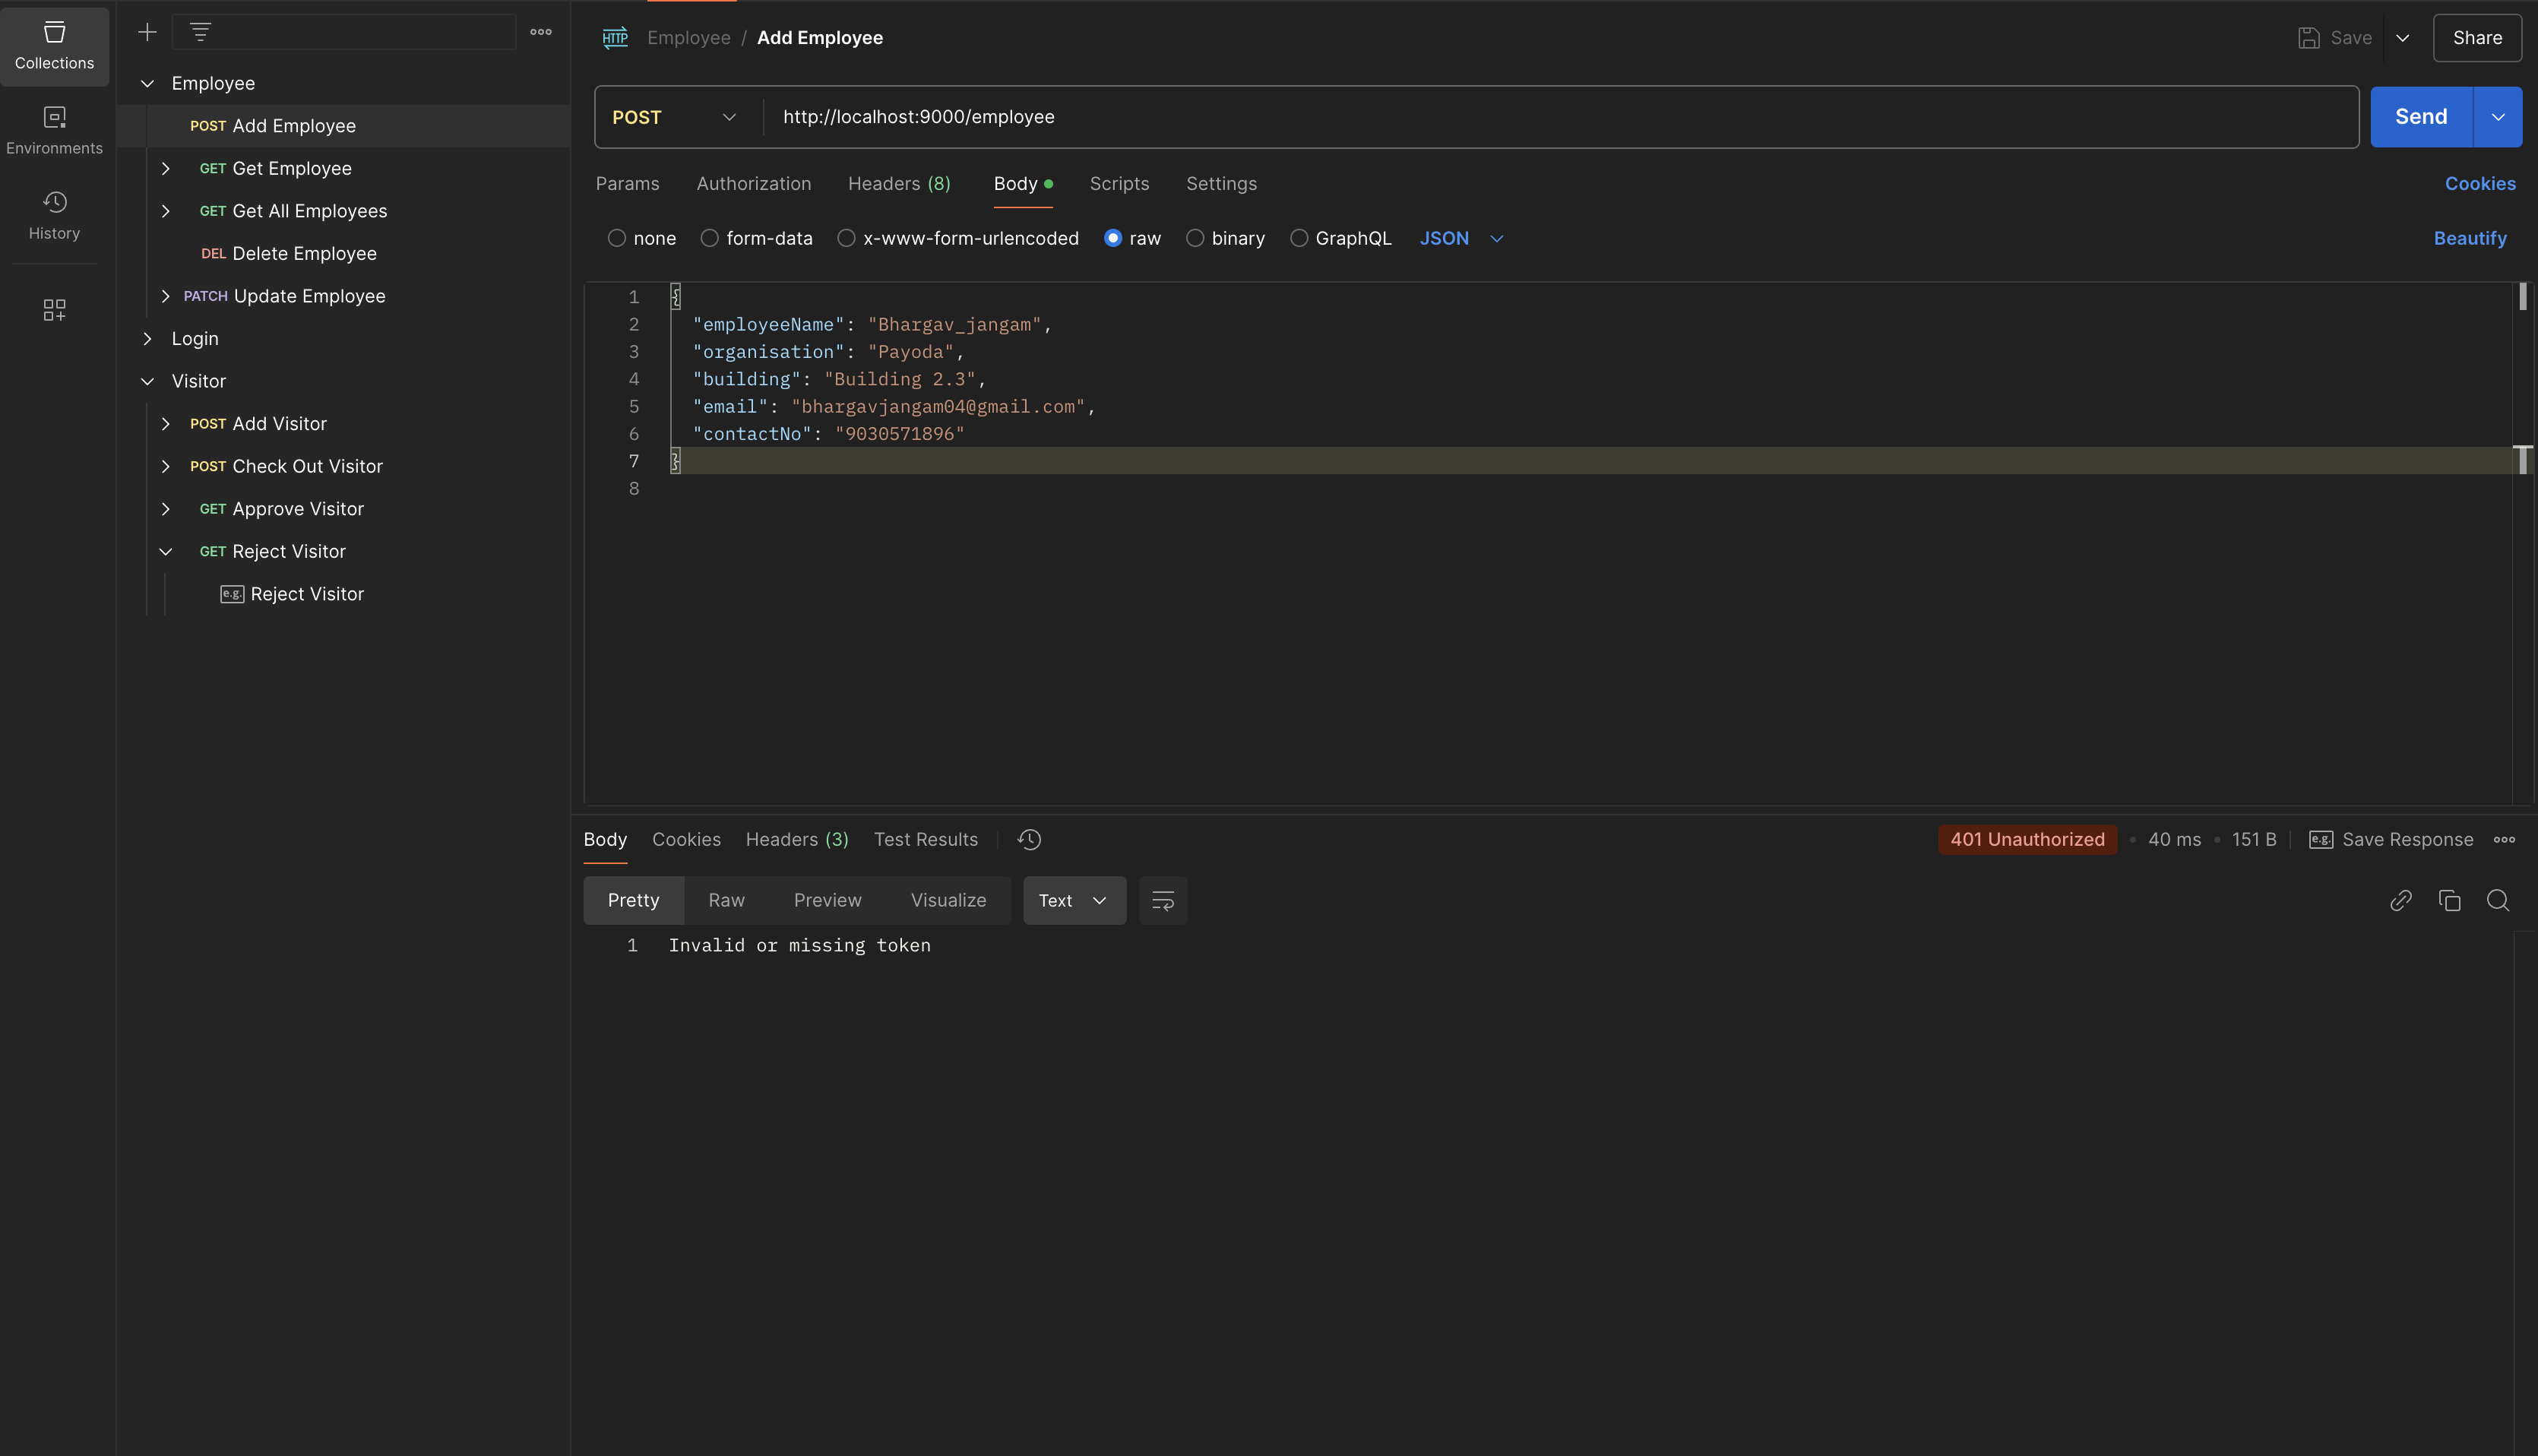 Collections
Environments
History
Employee
POST Add Employee
GET Get Employee
GET Get All Employees
DEL Delete Employee
PATCH Update Employee
Login
Visitor
POST Add Visitor
POST Check Out Visitor
GET Approve Visitor
GET Reject Visitor
e.g. Reject Visitor
HTTP Employee / Add Employee
Save
Share
POST http://localhost:9000/employee
Send
Params Authorization Headers (8) Body Scripts Settings Cookies
none form-data x-www-form-urlencoded raw binary GraphQL JSON Beautify
1 {
2 "employeeName": "Bhargav_jangam",
3 "organisation": "Payoda",
4 "building": "Building 2.3",
5 "email": "bhargavjangam04@gmail.com",
6 "contactNo": "9030571896"
7 }
8
Body Cookies Headers (3) Test Results 401 Unauthorized • 40 ms • 151 B e.g. Save Response
Pretty Raw Preview Visualize Text
1 Invalid or missing token